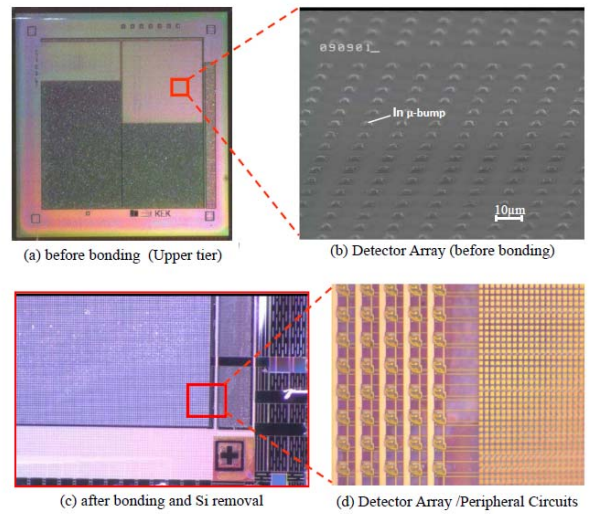 KEK
090901_
In μ-bump
10μm
(a) before bonding (Upper tier)
(b) Detector Array (before bonding)
(c) after bonding and Si removal
(d) Detector Array /Peripheral Circuits